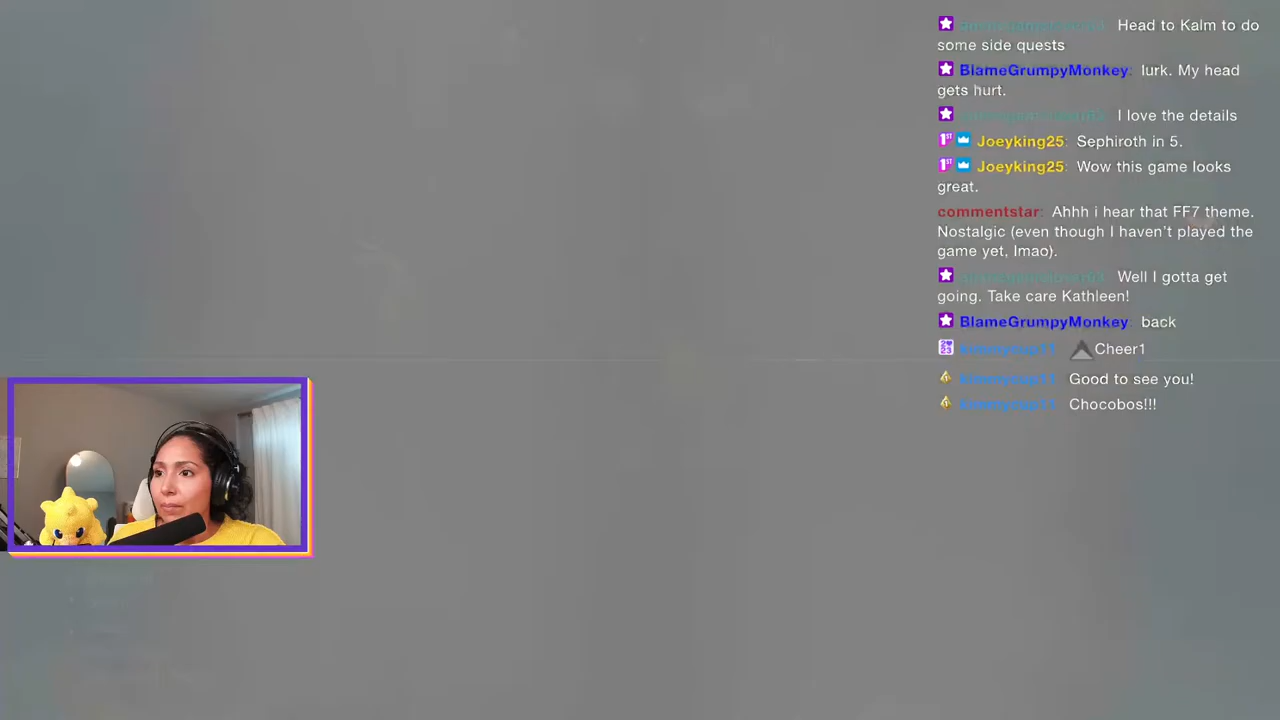 Head to Kalm to do
some side quests
BlameGrumpyMonkey: lurk. My head
gets hurt.
I love the details
Joeyking25: Sephiroth in 5.
Joeyking25: Wow this game looks
great.
commentstar: Ahhh i hear that FF7 theme.
Nostalgic (even though I haven't played the
game yet, lmao).
Well I gotta get
going. Take care Kathleen!
BlameGrumpyMonkey: back
Cheer1
Good to see you!
Chocobos!!!